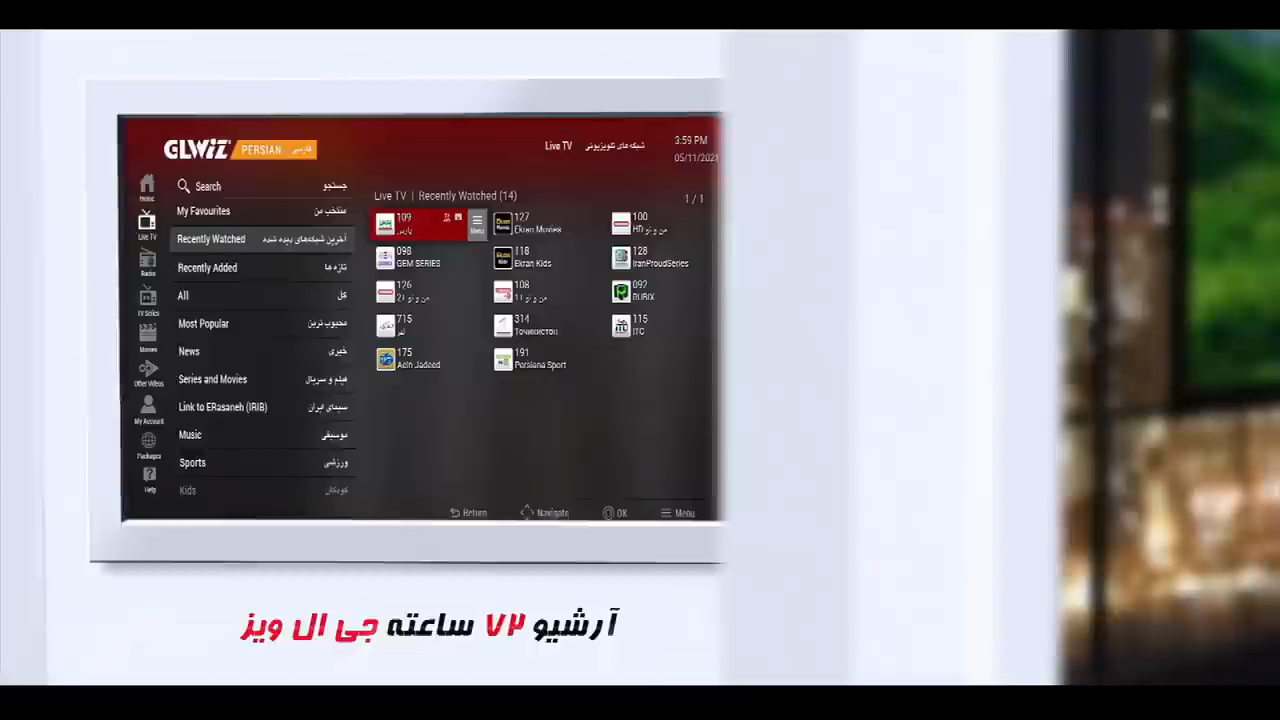 GLWiZ PERSIAN فارسی
Live TV شبکه های تلویزیونی
3:59 PM
05/11/2021
Home
Live TV
Radio
TV Series
Movies
Other Videos
My Account
Packages
Help
Search جستجو
My Favourites منتخب من
Recently Watched آخرین شبکه‌های دیده شده
Recently Added تازه ها
All کل
Most Popular محبوب ترین
News خبری
Series and Movies فیلم و سریال
Link to ERasaneh (IRIB) سیمای ایران
Music موسیقی
Sports ورزشی
Kids کودکان
Live TV | Recently Watched (14)
1 / 1
109 پارس
Menu
127 Ekran Movies
100 من و تو HD
098 GEM SERIES
118 Ekran Kids
128 IranProudSeries
126 من و تو 2+
108 من و تو 1+
092 RUBIX
715
314 Точикистон
115 ITC
175 Aein Jadeed
191 Persiana Sport
Return Navigate OK Menu
آرشیو ۷۲ ساعته جی ال ویز